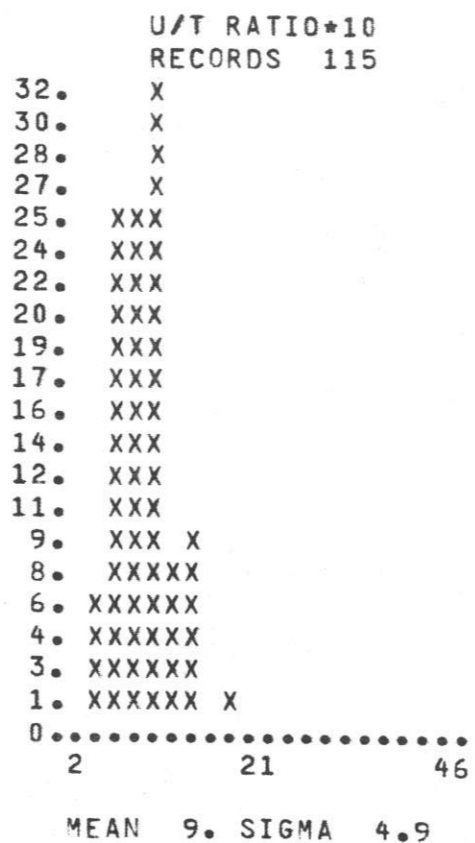 U/T RATIO*10
RECORDS 115
32. X
30. X
28. X
27. X
25. XXX
24. XXX
22. XXX
20. XXX
19. XXX
17. XXX
16. XXX
14. XXX
12. XXX
11. XXX
9. XXX X
8. XXXXX
6. XXXXXX
4. XXXXXX
3. XXXXXX
1. XXXXXX X
0.....................
2 21 46
MEAN 9. SIGMA 4.9